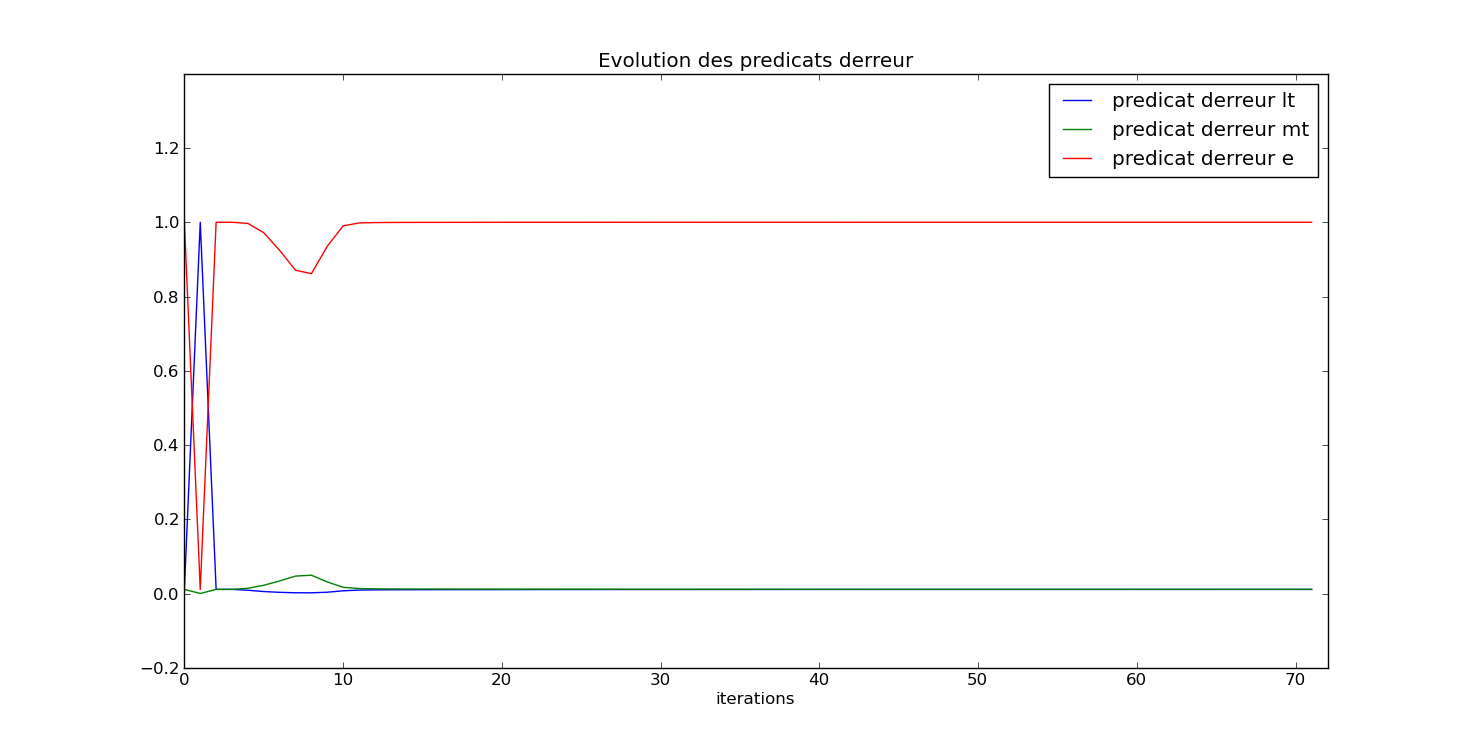 Evolution des predicats derreur
predicat derreur lt
predicat derreur mt
predicat derreur e
1.2
1.0
0.8
0.6
0.4
0.2
0.0
−0.2
0 10 20 30 40 50 60 70
iterations